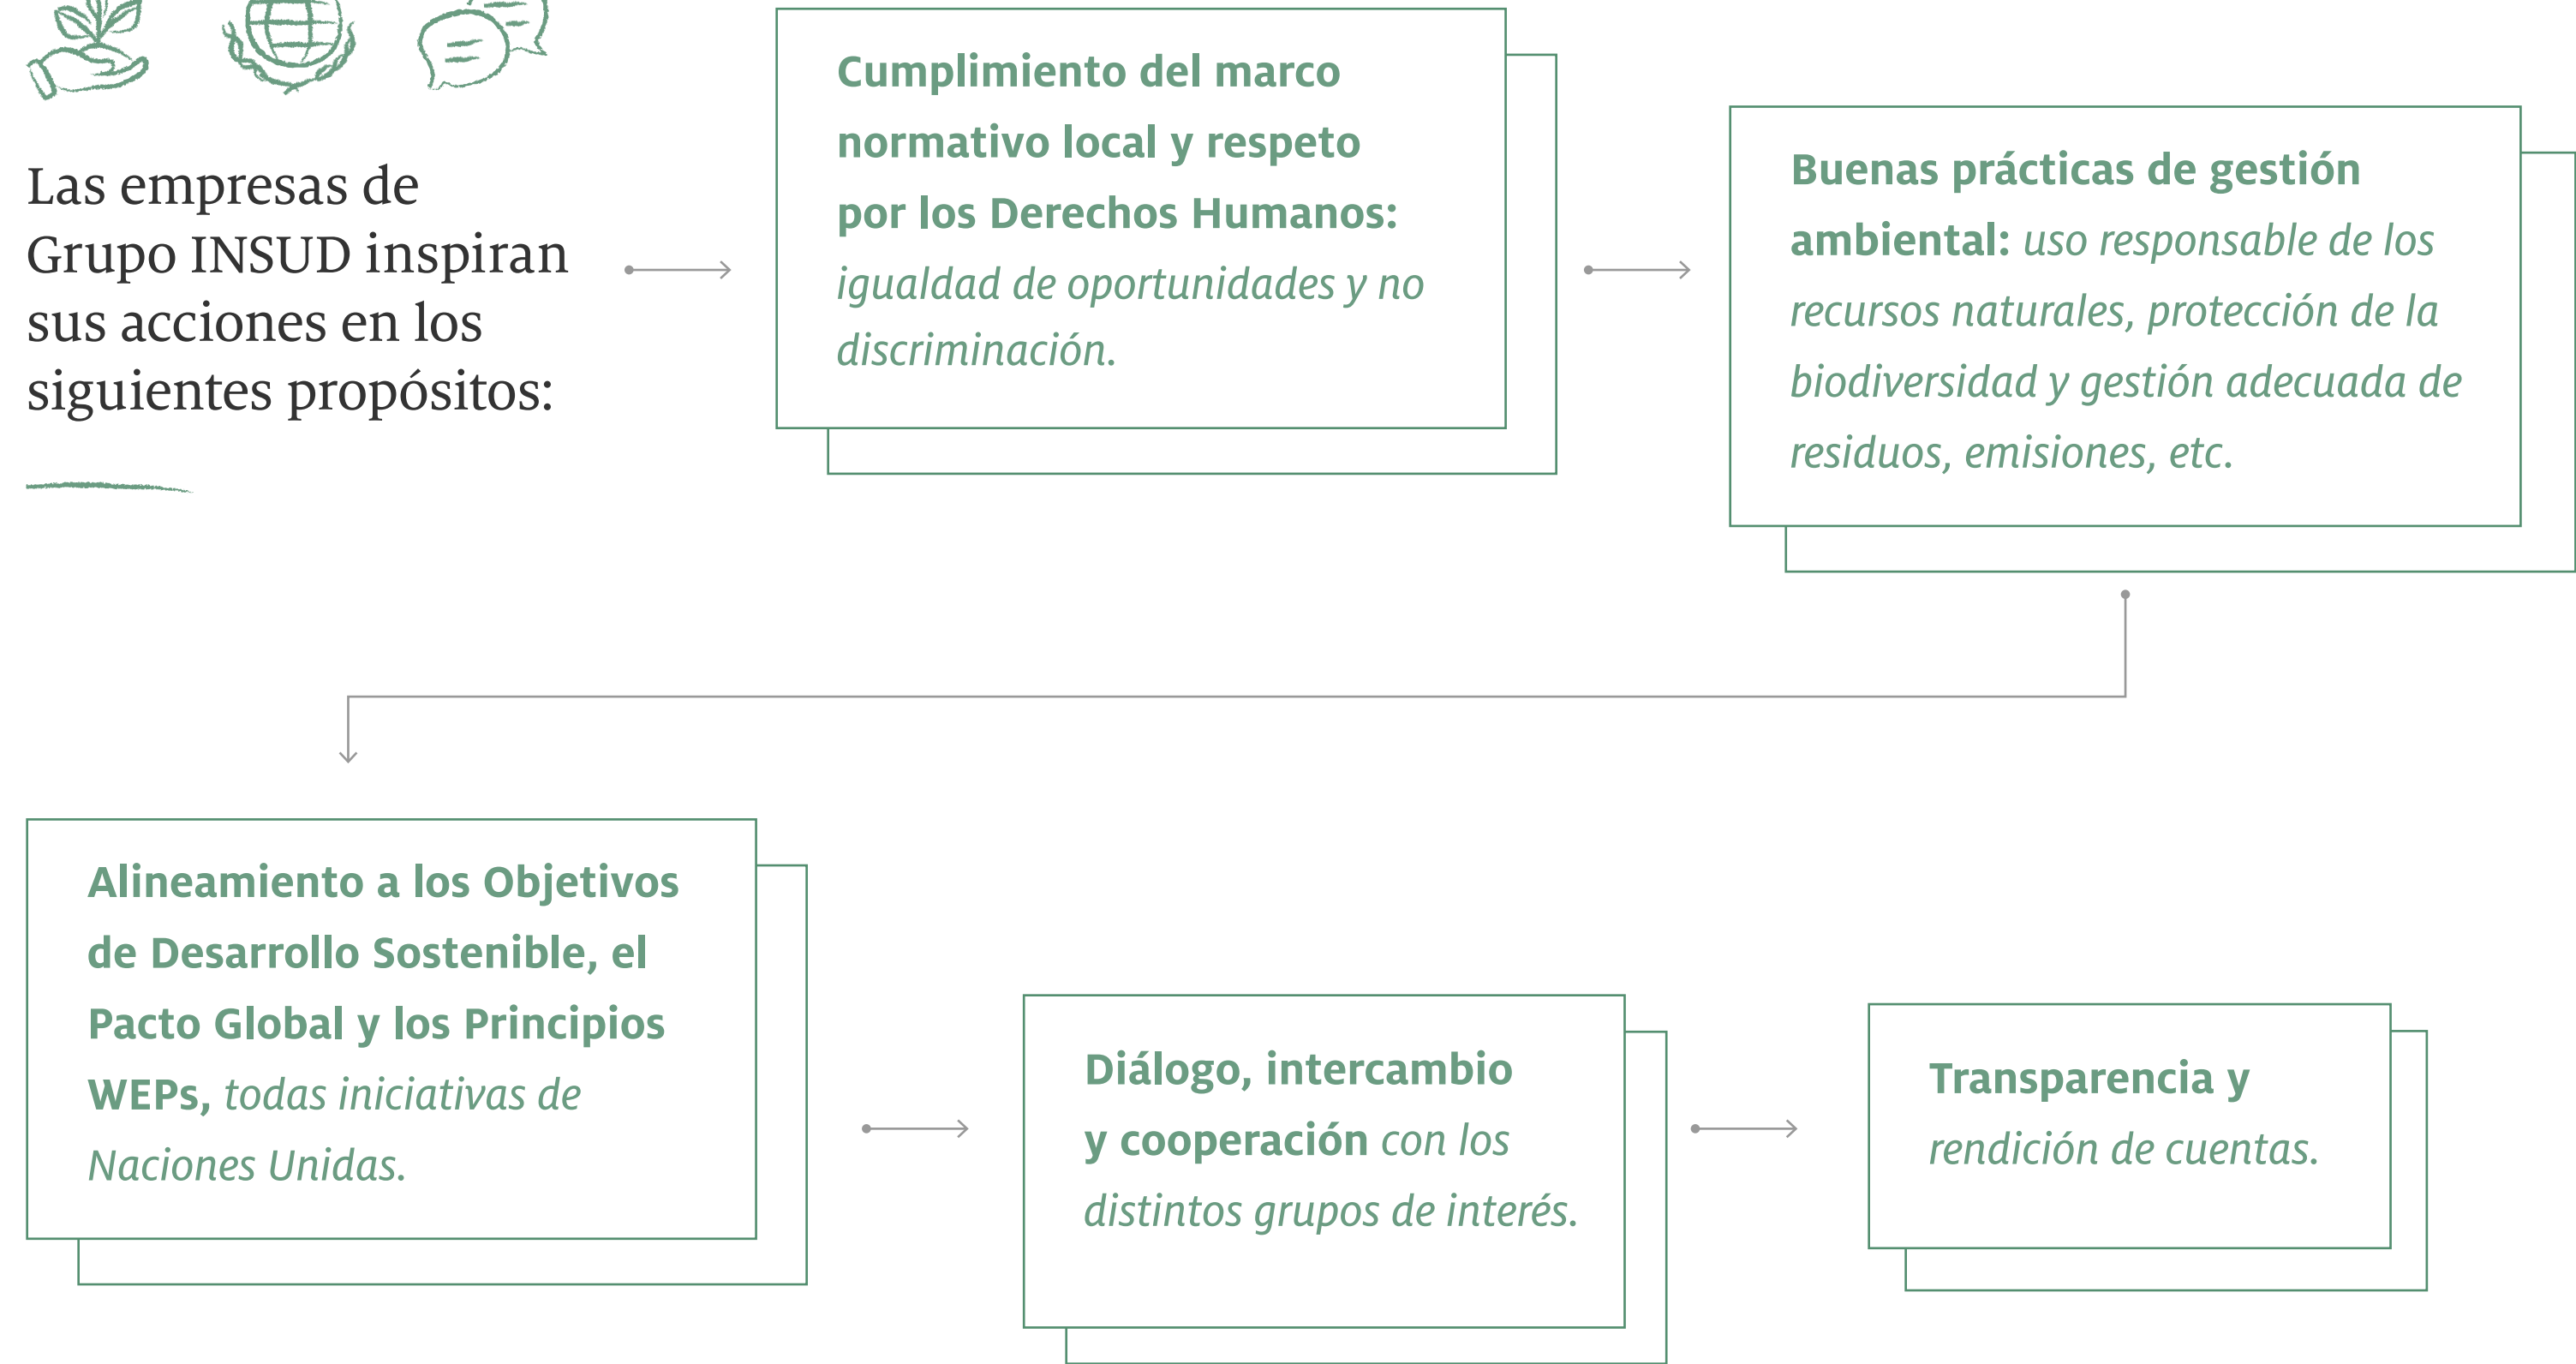 Las empresas de
Grupo INSUD inspiran
sus acciones en los
siguientes propósitos:
Cumplimiento del marco
normativo local y respeto
por los Derechos Humanos:
igualdad de oportunidades y no
discriminación.
Buenas prácticas de gestión
ambiental: uso responsable de los
recursos naturales, protección de la
biodiversidad y gestión adecuada de
residuos, emisiones, etc.
Alineamiento a los Objetivos
de Desarrollo Sostenible, el
Pacto Global y los Principios
WEPs, todas iniciativas de
Naciones Unidas.
Diálogo, intercambio
y cooperación con los
distintos grupos de interés.
Transparencia y
rendición de cuentas.